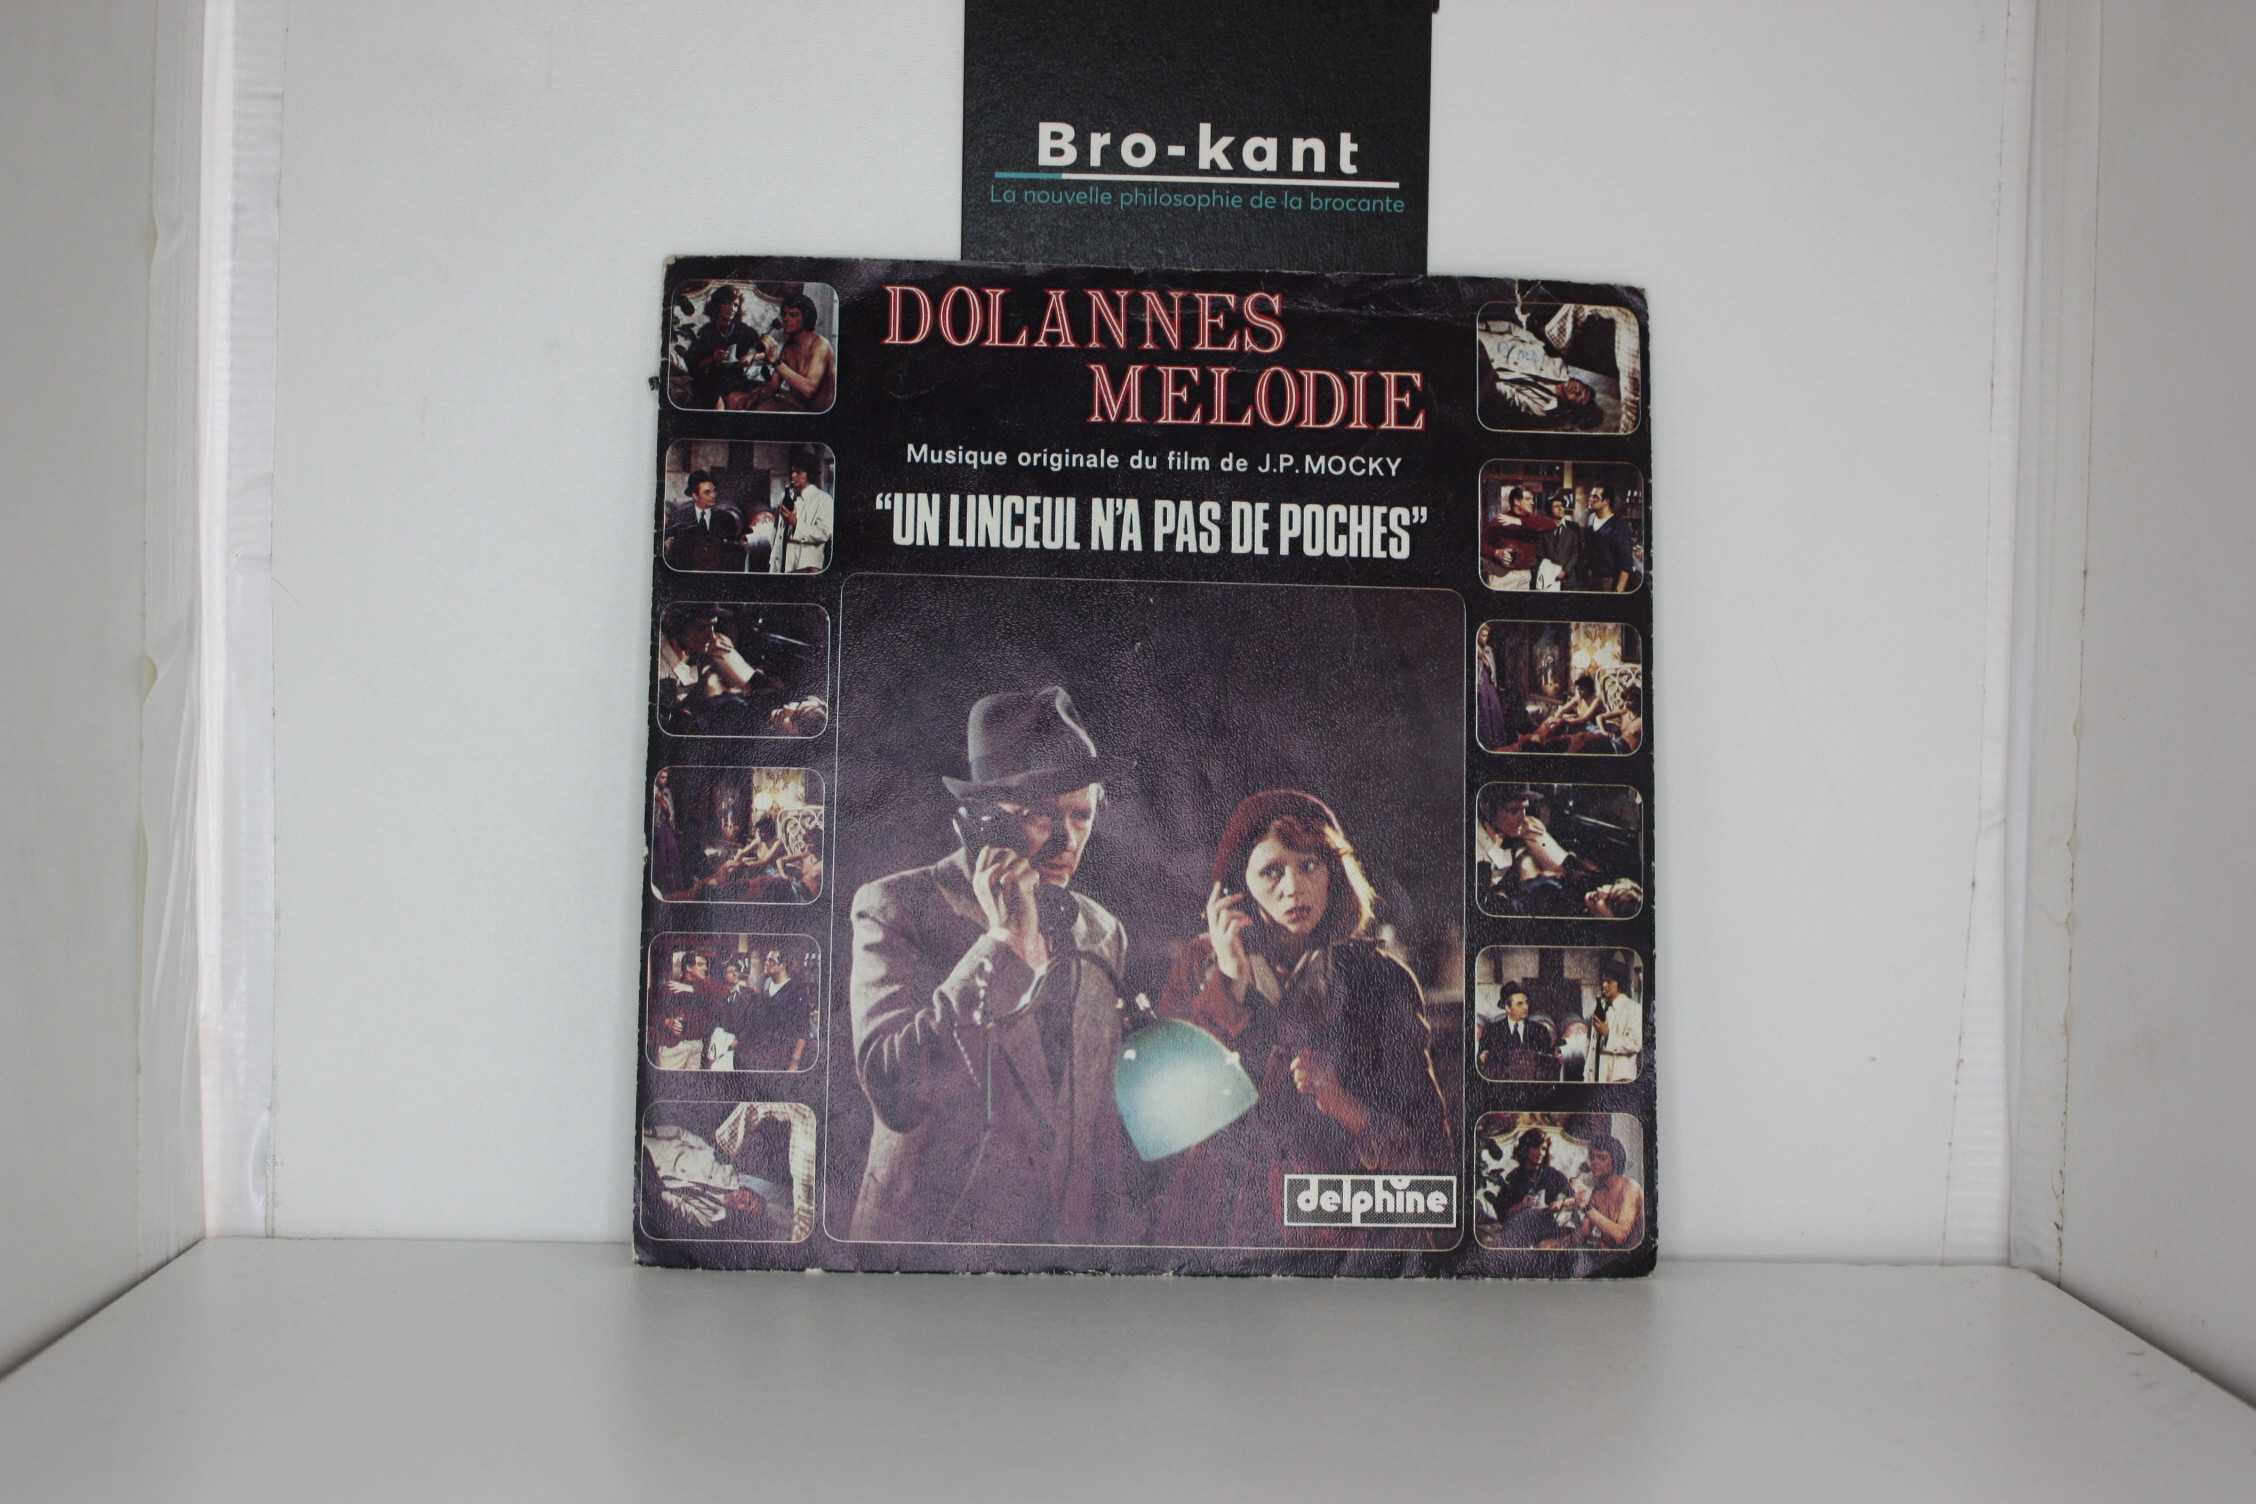 Bro-kant
La nouvelle philosophie de la brocante
DOLANNES
MELODIE
Musique originale du film de J.P.MOCKY
“UN LINCEUL N'A PAS DE POCHES”
delphine